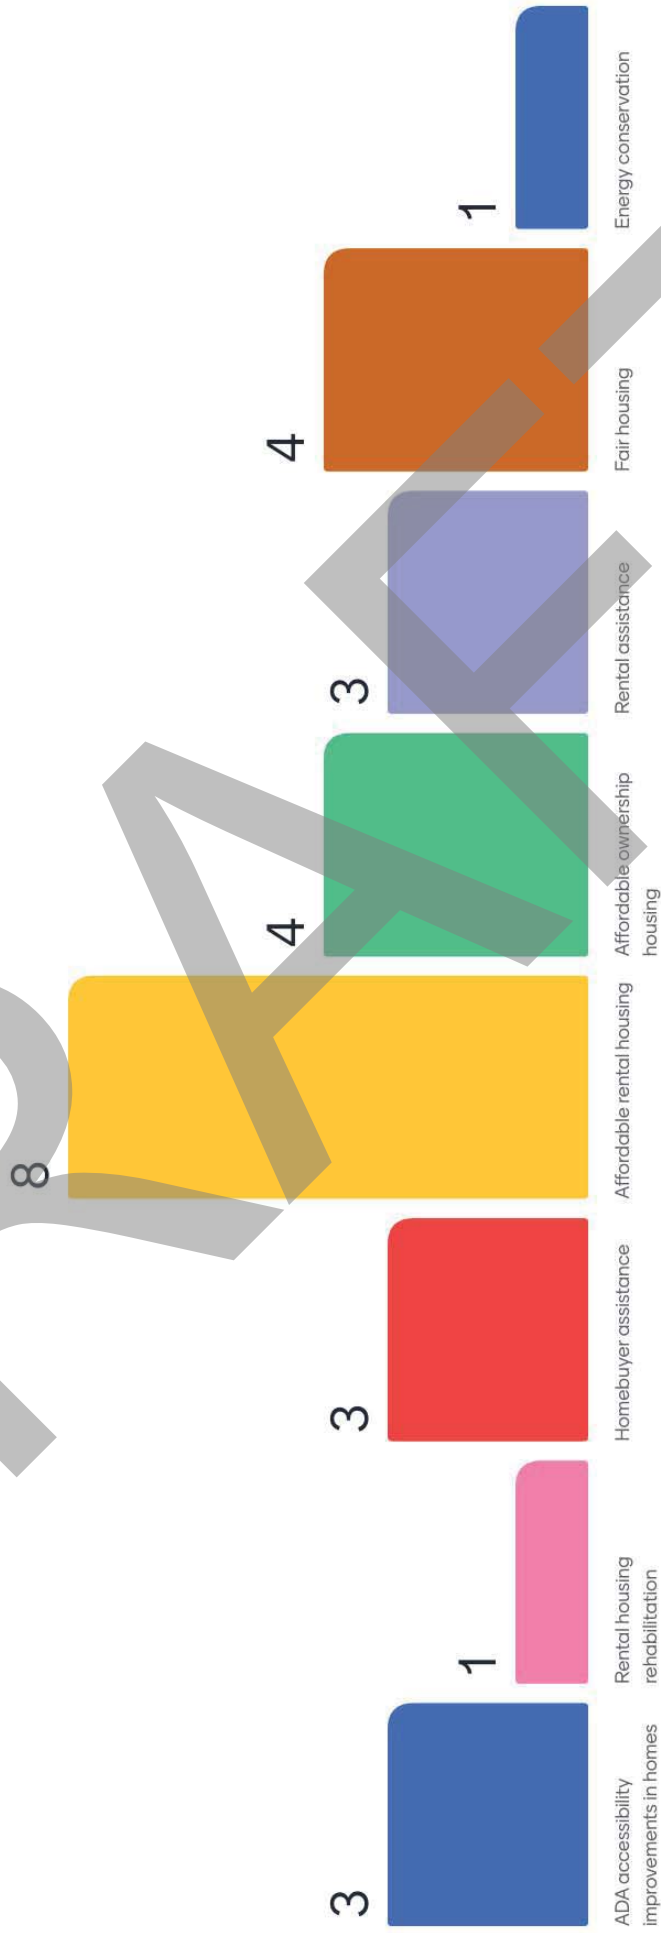 3
ADA accessibility
improvements in homes
1
Rental housing
rehabilitation
3
Homebuyer assistance
8
Affordable rental housing
4
Affordable ownership
housing
3
Rental assistance
4
Fair housing
1
Energy conservation
RAFT